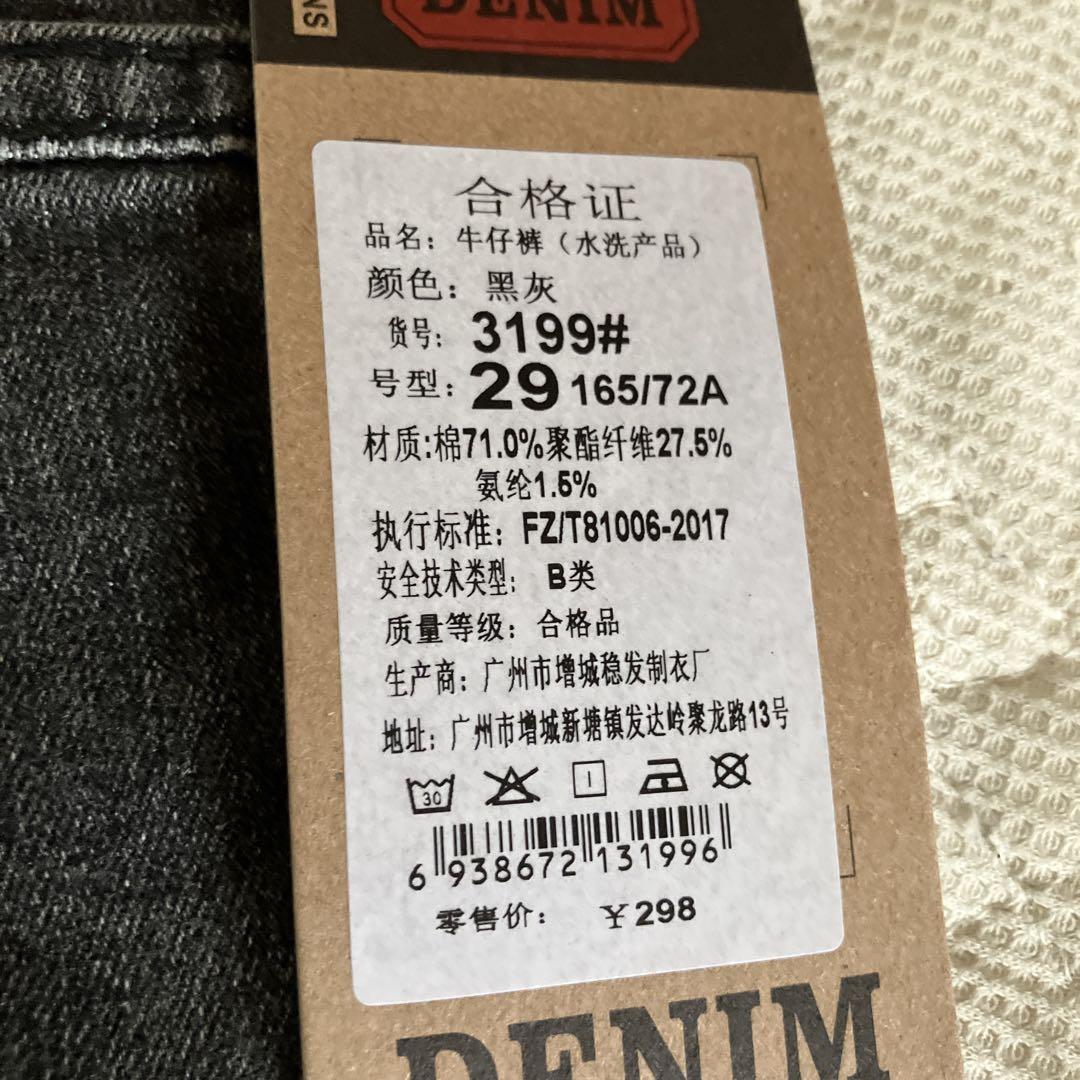 NS
DENIM
合格证
品名：牛仔裤（水洗产品）
颜色：黑灰
货号：3199#
号型：29 165/72A
材质:棉71.0%聚酯纤维27.5%
氨纶1.5%
执行标准：FZ/T81006-2017
安全技术类型：B类
质量等级：合格品
生产商：广州市增城稳发制衣厂
地址：广州市增城新塘镇发达岭聚龙路13号
30
6 938672 131996
零售价：￥298
DENIM